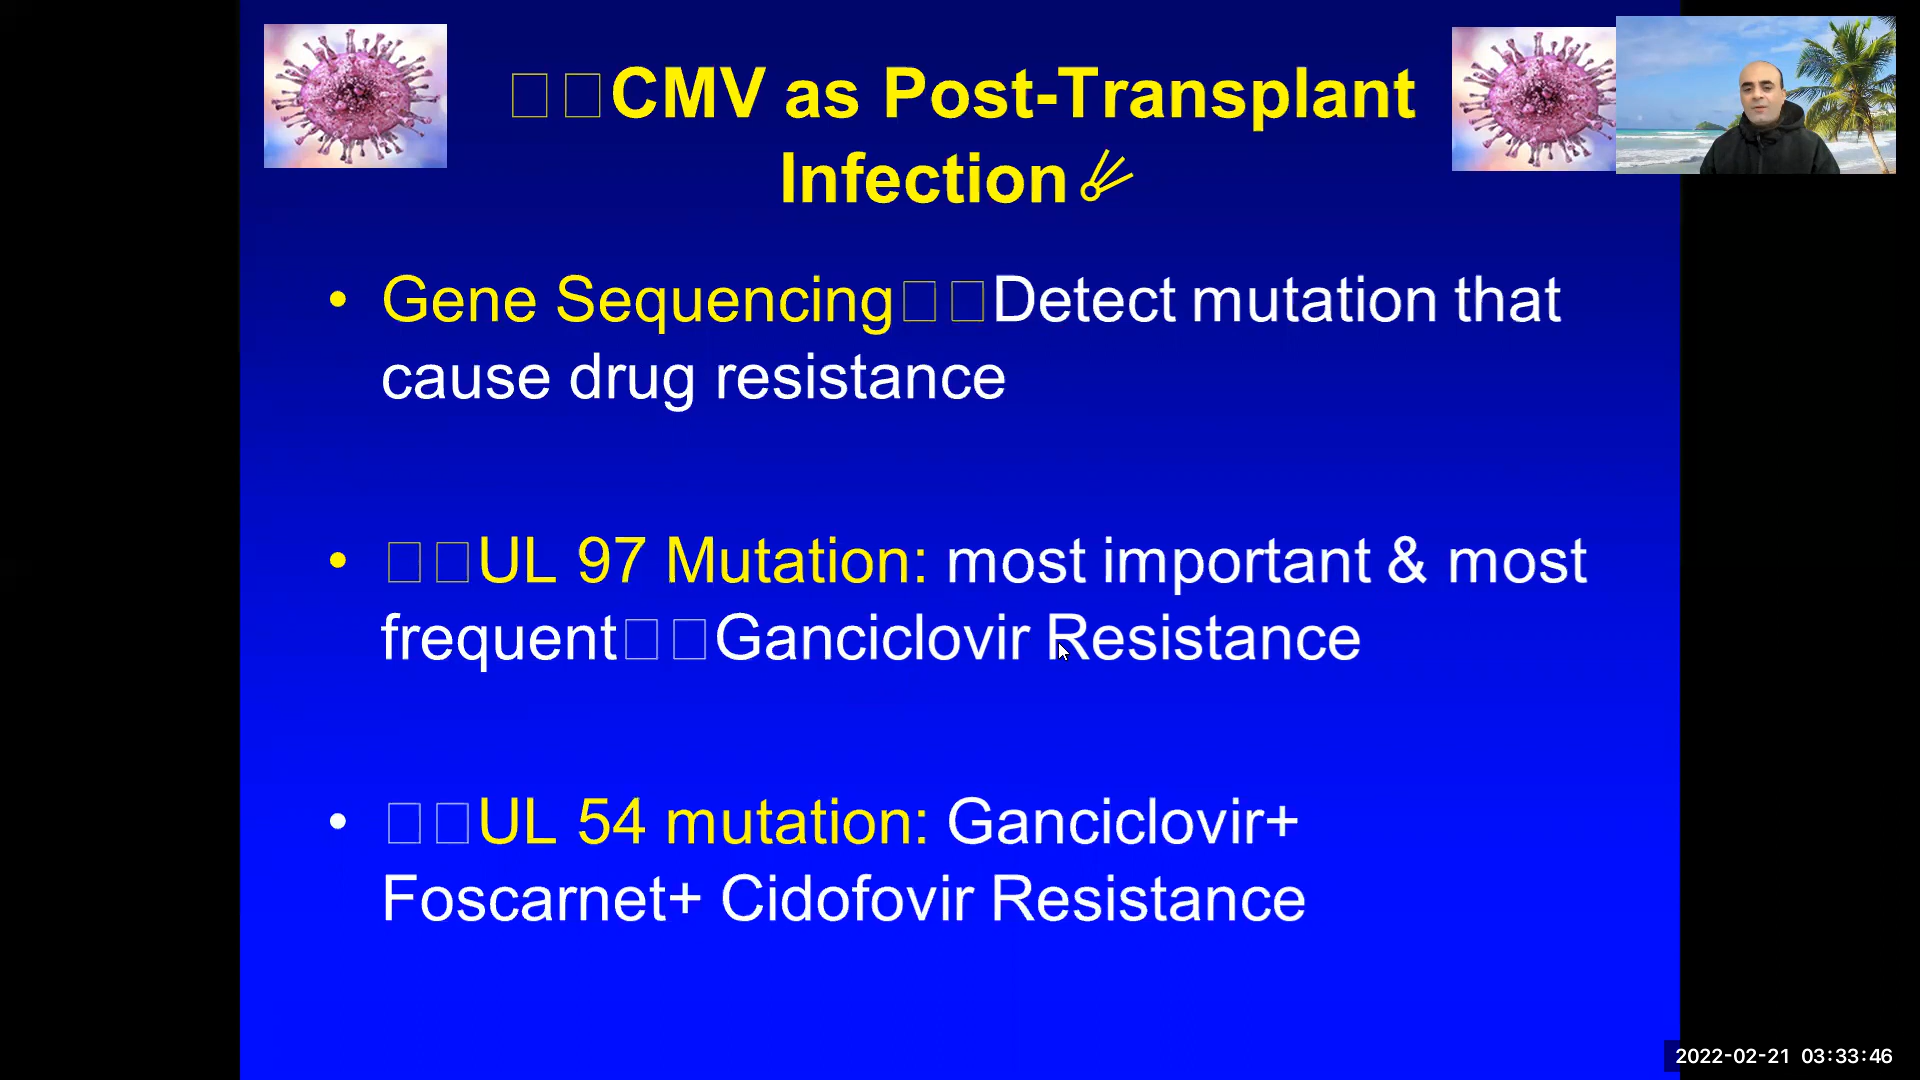 CMV as Post-Transplant
Infection☄
• Gene Sequencing Detect mutation that
cause drug resistance
• UL 97 Mutation: most important & most
frequent Ganciclovir Resistance
• UL 54 mutation: Ganciclovir+
Foscarnet+ Cidofovir Resistance
2022-02-21 03:33:46